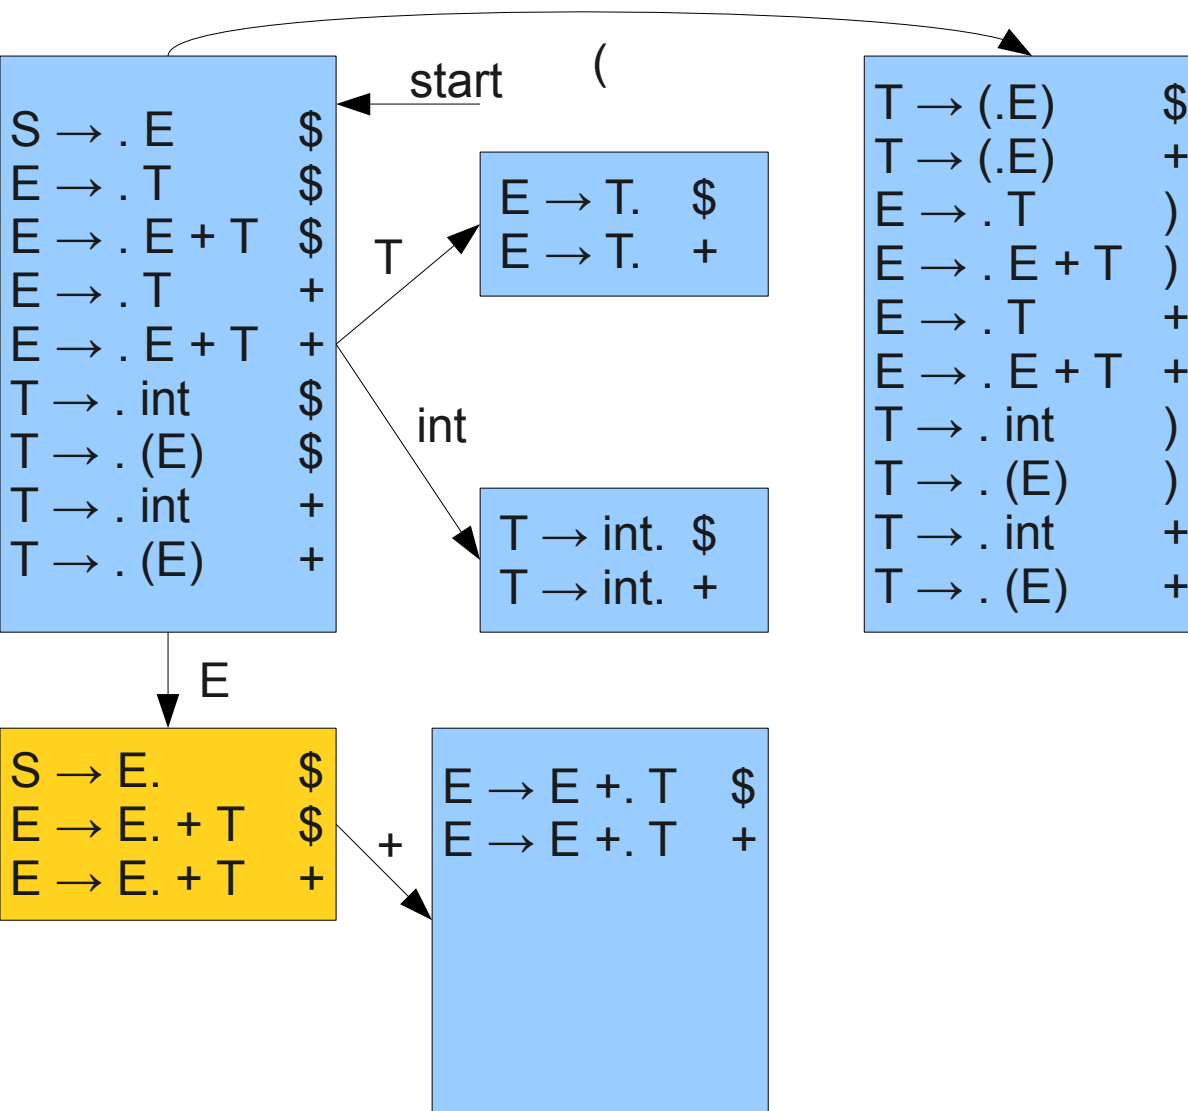 start
(
S → . E $
E → . T $
E → . E + T $
E → . T +
E → . E + T +
T → . int $
T → . (E) $
T → . int +
T → . (E) +
T
E → T. $
E → T. +
int
T → int. $
T → int. +
T → (.E) $
T → (.E) +
E → . T )
E → . E + T )
E → . T +
E → . E + T +
T → . int )
T → . (E) )
T → . int +
T → . (E) +
E
S → E. $
E → E. + T $
E → E. + T +
+
E → E +. T $
E → E +. T +